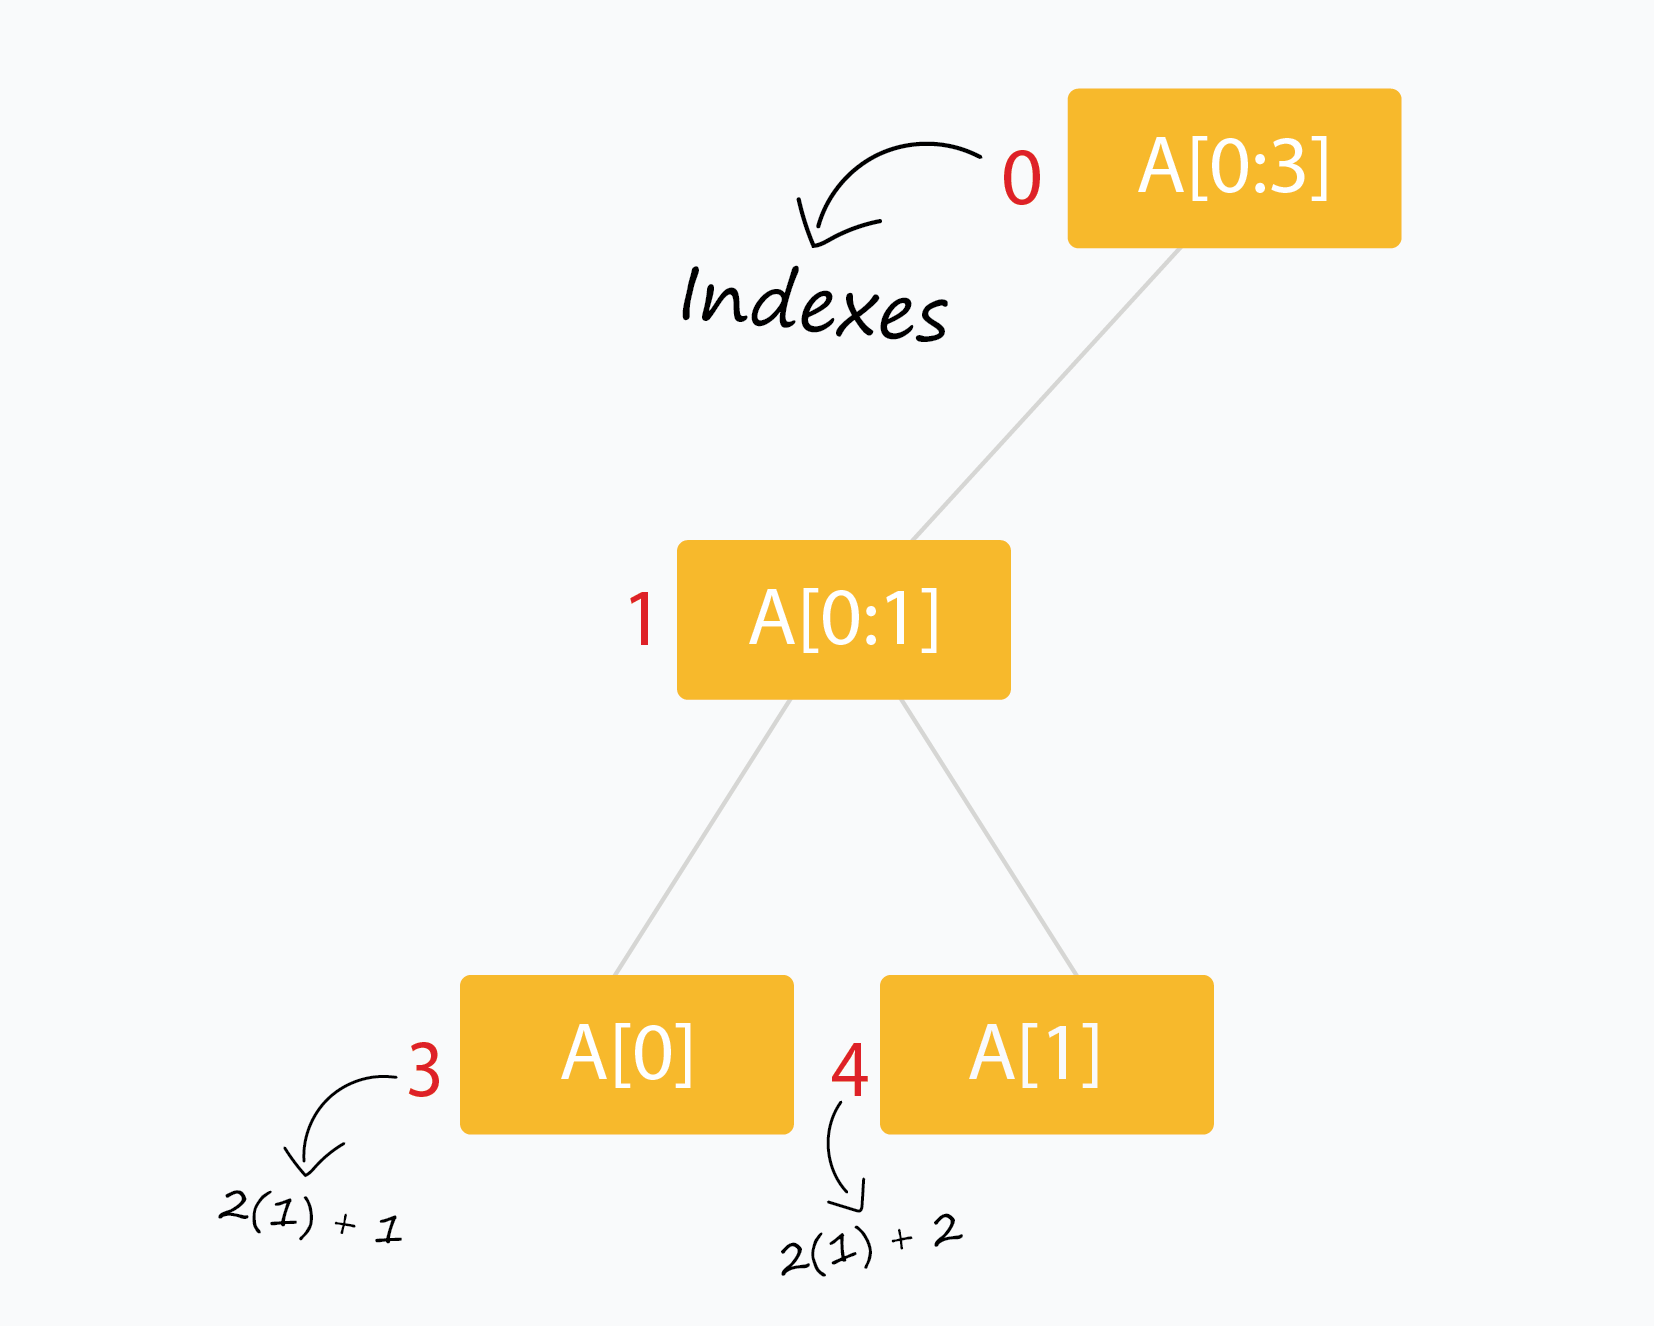 0 A[0:3]
Indexes
1 A[0:1]
3 A[0]
4 A[1]
2(1) + 1
2(1) + 2